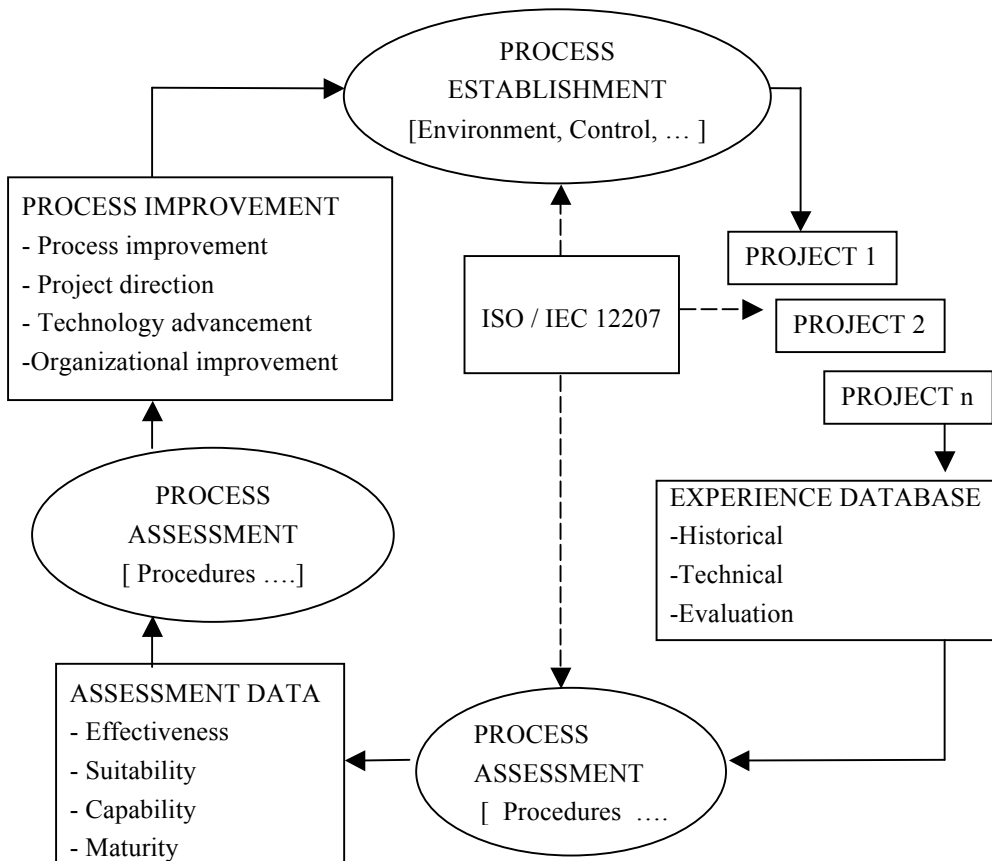 PROCESS
ESTABLISHMENT
[Environment, Control, … ]
PROCESS IMPROVEMENT
- Process improvement
- Project direction
- Technology advancement
-Organizational improvement
ISO / IEC 12207
PROJECT 1
PROJECT 2
PROJECT n
EXPERIENCE DATABASE
-Historical
-Technical
-Evaluation
PROCESS
ASSESSMENT
[ Procedures ….]
ASSESSMENT DATA
- Effectiveness
- Suitability
- Capability
- Maturity
PROCESS
ASSESSMENT
[ Procedures ….